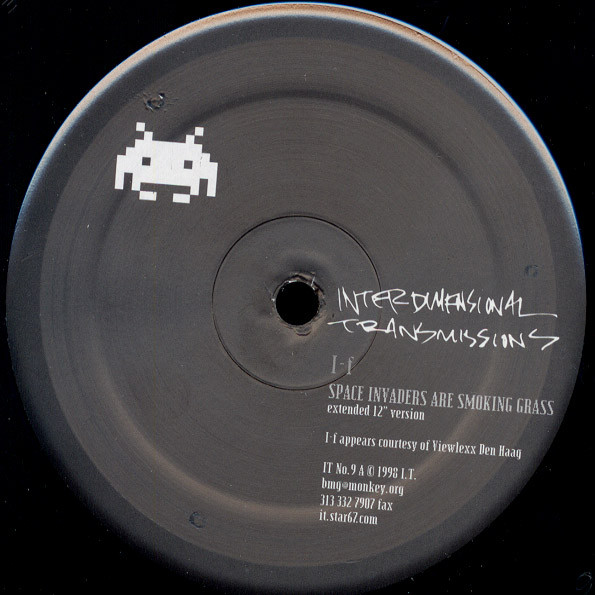 INTERDIMENSIONAL
TRANSMISSIONS
I-f
SPACE INVADERS ARE SMOKING GRASS
extended 12" version
I-f appears courtesy of Viewlexx Den Haag
IT No.9 A © 1998 I.T.
bmg@monkey.org
313 332 7907 fax
it.star67.com